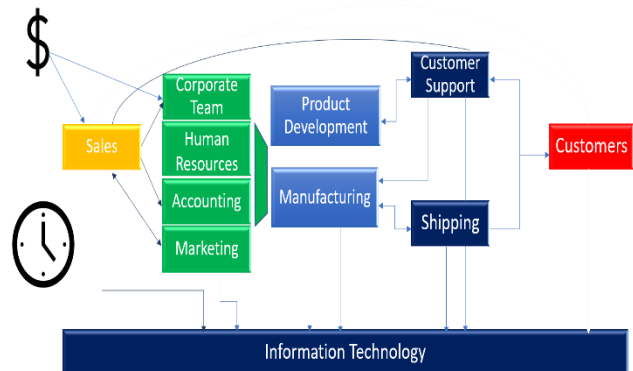 $
Corporate
Team
Customer
Support
Product
Development
Sales
Human
Resources
Customers
Accounting
Manufacturing
Shipping
Marketing
Information Technology